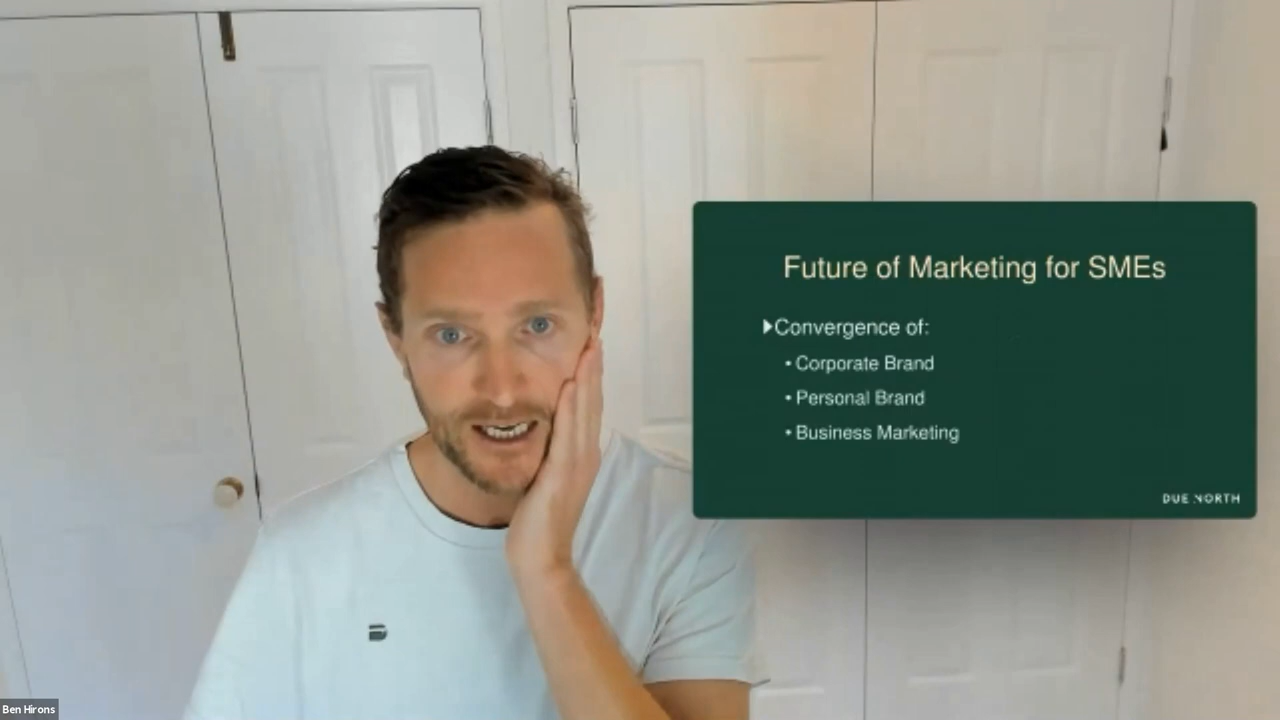 Future of Marketing for SMEs
Convergence of:
• Corporate Brand
• Personal Brand
• Business Marketing
DUE NORTH
Ben Hirons